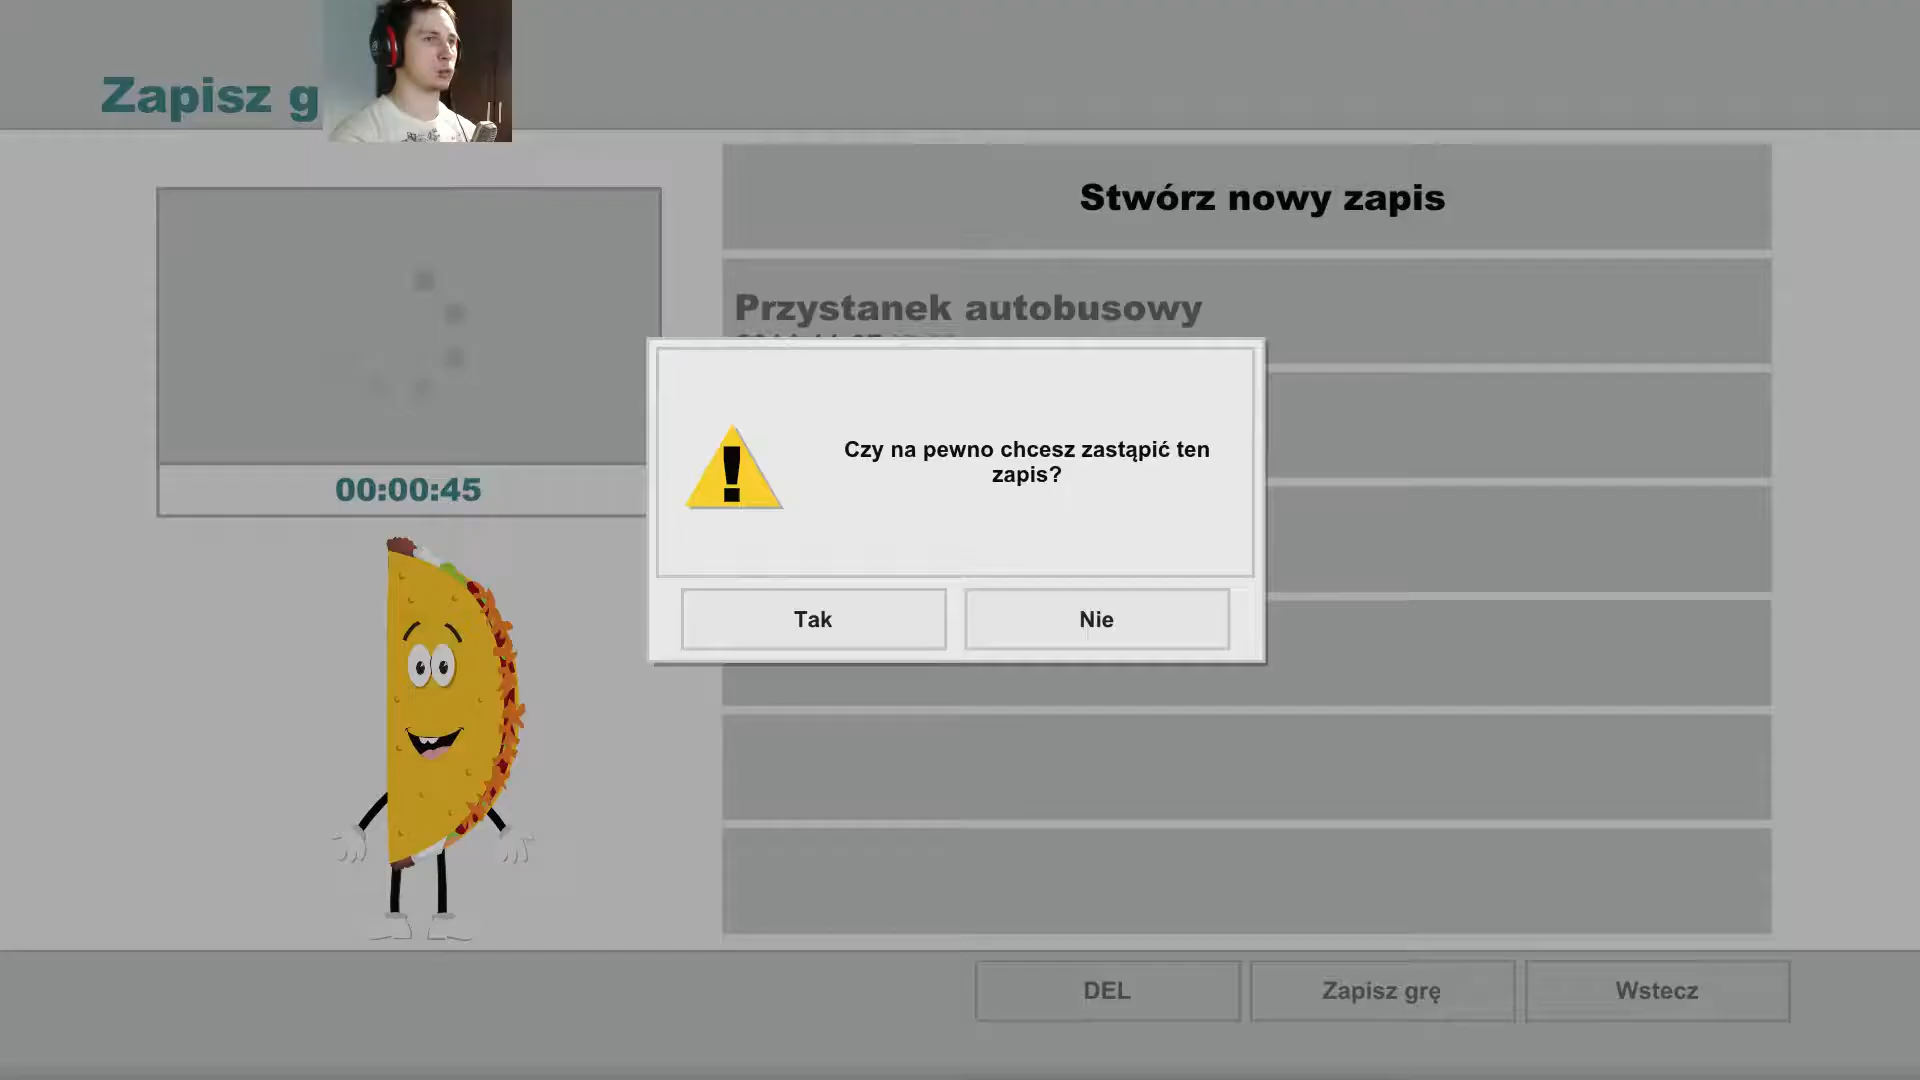 Zapisz g
Stwórz nowy zapis
Przystanek autobusowy
Czy na pewno chcesz zastąpić ten
zapis?
00:00:45
Tak
Nie
DEL
Zapisz grę
Wstecz